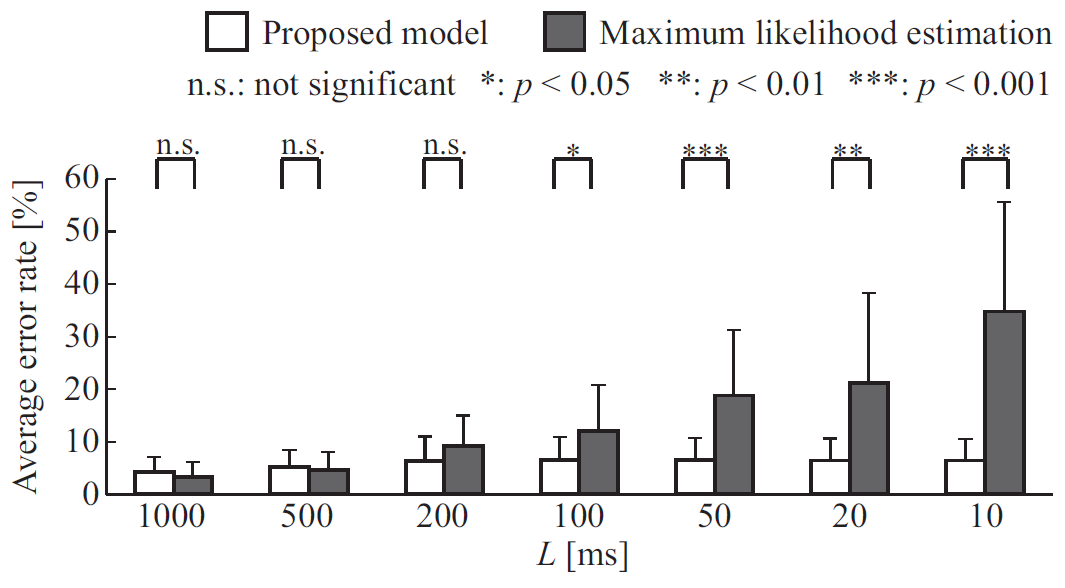 Proposed model Maximum likelihood estimation
n.s.: not significant *: p < 0.05 **: p < 0.01 ***: p < 0.001
n.s. n.s. n.s. * *** ** ***
Average error rate [%]
60
50
40
30
20
10
0
1000 500 200 100 50 20 10
L [ms]